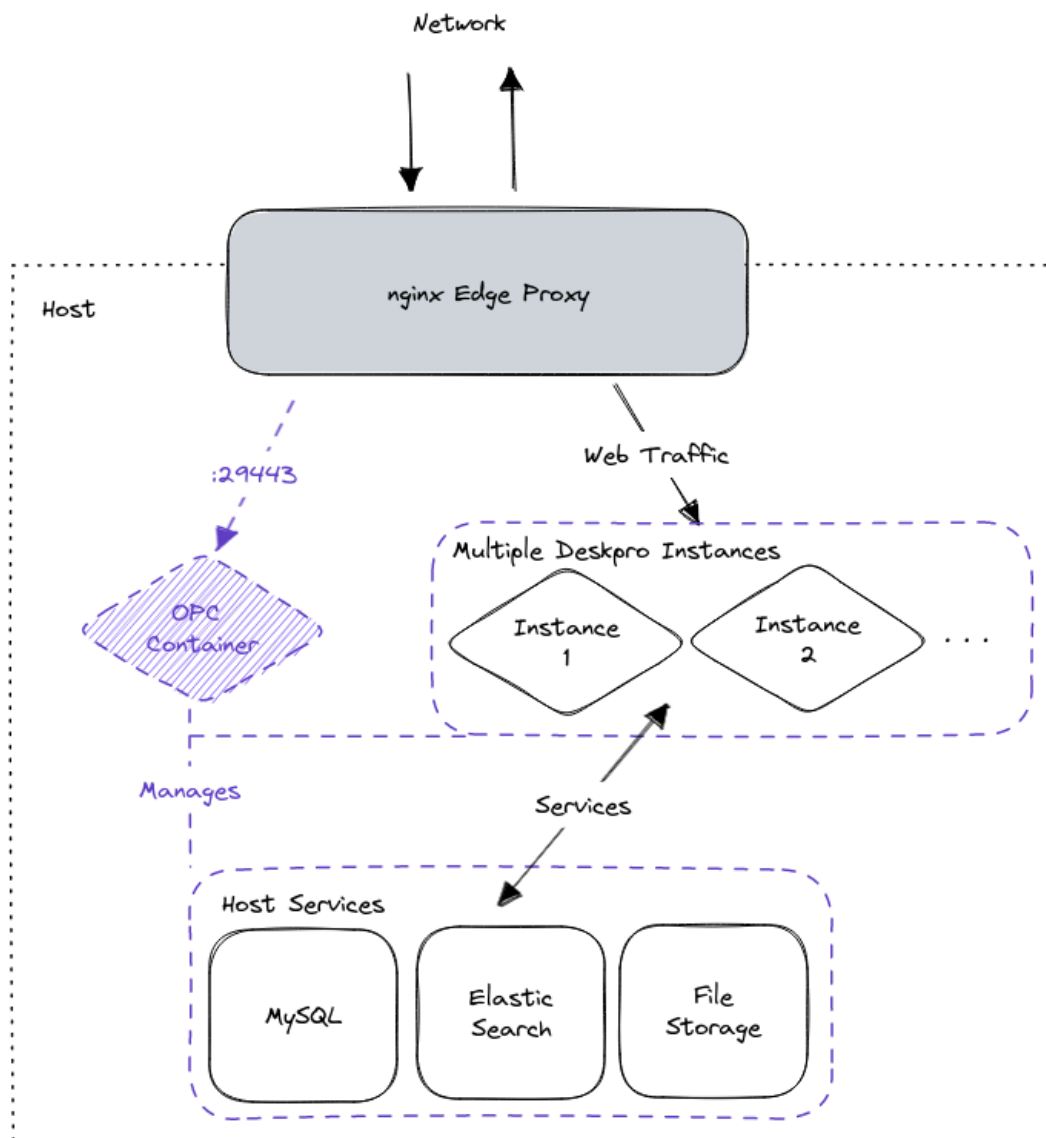 Network
nginx Edge Proxy
Host
:29443
Web Traffic
Multiple Deskpro Instances
OPC
Container
Instance
1
Instance
2
...
Manages
Services
Host Services
MySQL
Elastic
Search
File
Storage